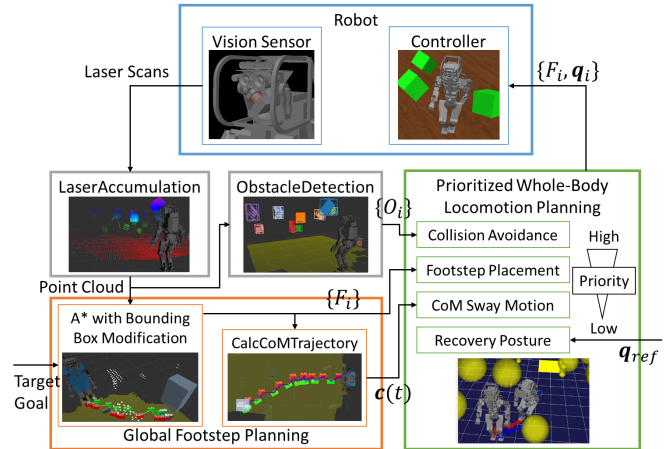 Robot
Vision Sensor
Controller
Laser Scans
{F_i, q_i}
LaserAccumulation
ObstacleDetection
{O_i}
Prioritized Whole-Body
Locomotion Planning
Collision Avoidance
Footstep Placement
CoM Sway Motion
Recovery Posture
High
Priority
Low
q_ref
Point Cloud
{F_i}
A* with Bounding
Box Modification
CalcCoMTrajectory
Target
Goal
c(t)
Global Footstep Planning